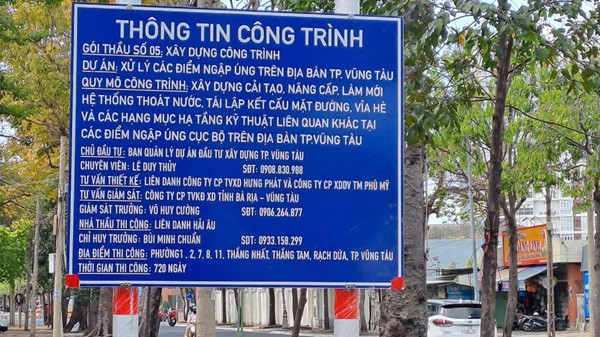 THÔNG TIN CÔNG TRÌNH
GÓI THẦU SỐ 05: XÂY DỰNG CÔNG TRÌNH
DỰ ÁN: XỬ LÝ CÁC ĐIỂM NGẬP ÚNG TRÊN ĐỊA BÀN TP. VŨNG TÀU
QUY MÔ CÔNG TRÌNH: XÂY DỰNG CẢI TẠO, NÂNG CẤP, LÀM MỚI
HỆ THỐNG THOÁT NƯỚC, TÁI LẬP KẾT CẤU MẶT ĐƯỜNG, VỈA HÈ
VÀ CÁC HẠNG MỤC HẠ TẦNG KỸ THUẬT LIÊN QUAN KHÁC TẠI
CÁC ĐIỂM NGẬP ÚNG CỤC BỘ TRÊN ĐỊA BÀN TP.VŨNG TÀU
CHỦ ĐẦU TƯ: BAN QUẢN LÝ DỰ ÁN ĐẦU TƯ XÂY DỰNG TP. VŨNG TÀU
CHUYÊN VIÊN: LÊ DUY THỦY SĐT: 0908.830.988
TƯ VẤN THIẾT KẾ: LIÊN DANH CÔNG TY CP TVXD HƯNG PHÁT VÀ CÔNG TY CP XDDV TM PHÚ MỸ
TƯ VẤN GIÁM SÁT: CÔNG TY CP TVKĐ XD TỈNH BÀ RỊA - VŨNG TÀU
GIÁM SÁT TRƯỞNG: VÕ HUY CƯỜNG SĐT: 0906.264.877
NHÀ THẦU THI CÔNG: LIÊN DANH HẢI ÂU
CHỈ HUY TRƯỞNG: BÙI MINH CHUẨN SĐT: 0933.158.299
ĐỊA ĐIỂM THI CÔNG: PHƯỜNG1 , 2, 7, 8, 11, THẮNG NHẤT, THẮNG TAM, RẠCH DỪA, TP. VŨNG TÀU
THỜI GIAN THI CÔNG: 720 NGÀY